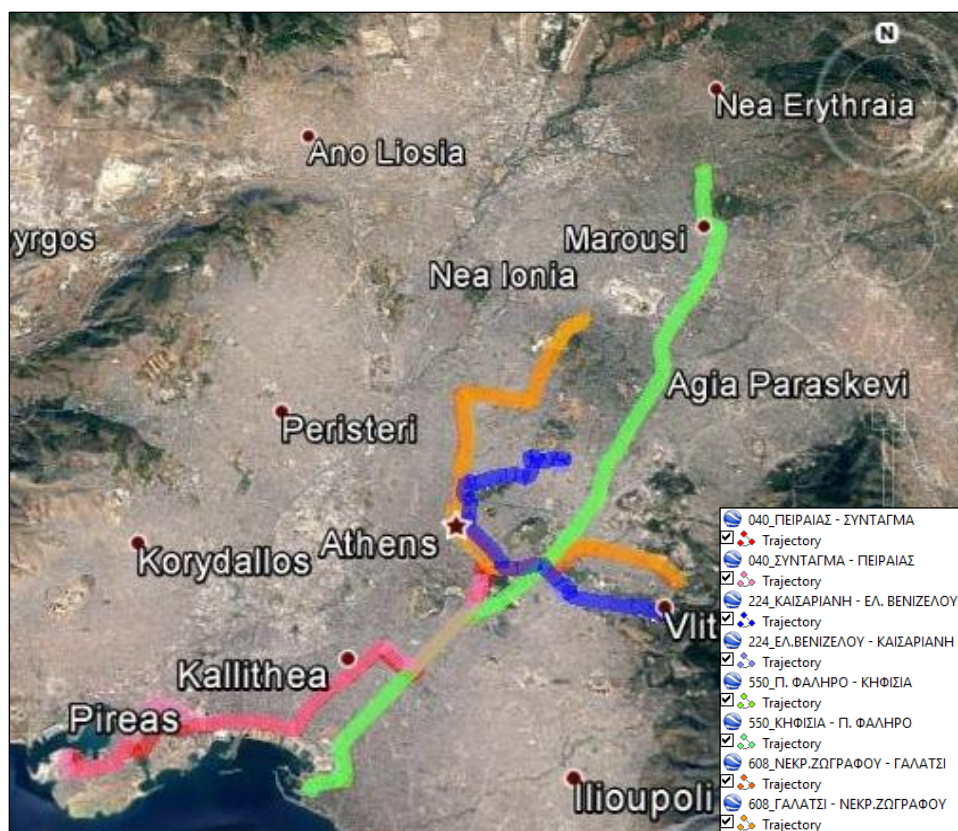 N
Nea Erythraia
Ano Liosia
yrgos
Marousi
Nea Ionia
Agia Paraskevi
Peristeri
Athens
Korydallos
Vlit
Kallithea
Pireas
Ilioupoli
040_ΠΕΙΡΑΙΑΣ - ΣΥΝΤΑΓΜΑ
Trajectory
040_ΣΥΝΤΑΓΜΑ - ΠΕΙΡΑΙΑΣ
Trajectory
224_ΚΑΙΣΑΡΙΑΝΗ - ΕΛ. ΒΕΝΙΖΕΛΟΥ
Trajectory
224_ΕΛ.ΒΕΝΙΖΕΛΟΥ - ΚΑΙΣΑΡΙΑΝΗ
Trajectory
550_Π. ΦΑΛΗΡΟ - ΚΗΦΙΣΙΑ
Trajectory
550_ΚΗΦΙΣΙΑ - Π. ΦΑΛΗΡΟ
Trajectory
608_ΝΕΚΡ.ΖΩΓΡΑΦΟΥ - ΓΑΛΑΤΣΙ
Trajectory
608_ΓΑΛΑΤΣΙ - ΝΕΚΡ.ΖΩΓΡΑΦΟΥ
Trajectory